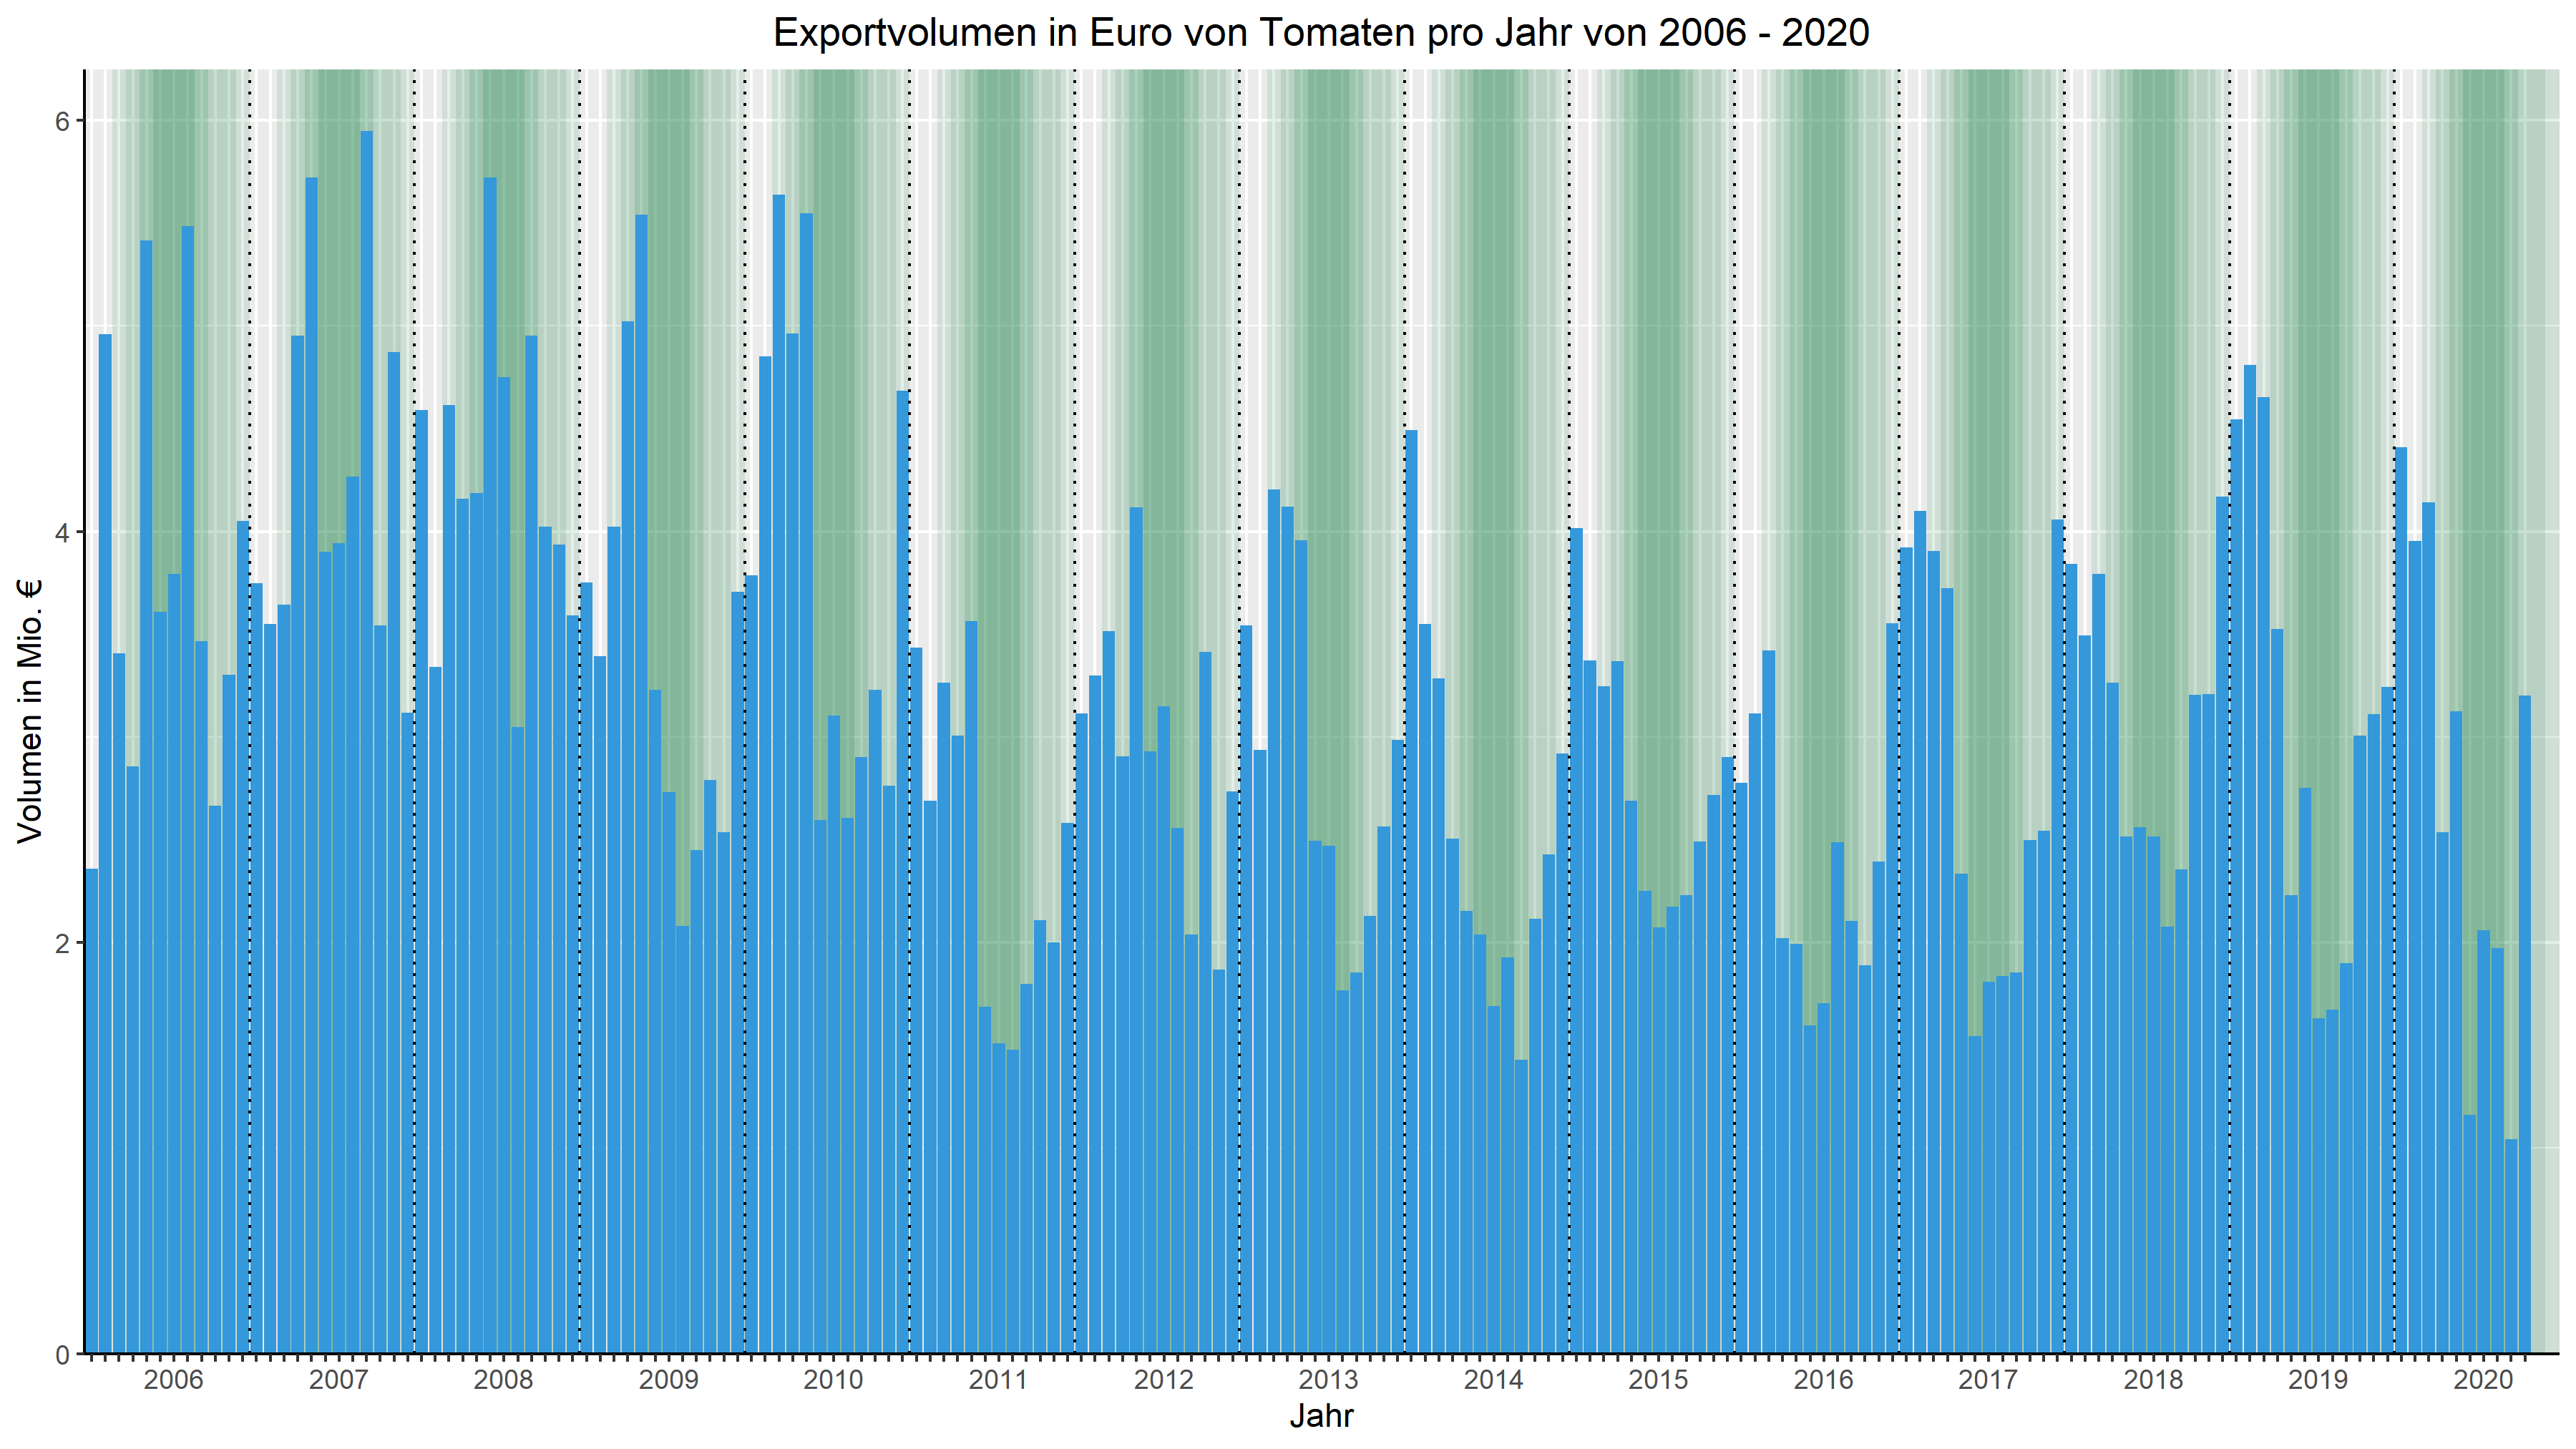 Exportvolumen in Euro von Tomaten pro Jahr von 2006 - 2020
Volumen in Mio. €
6
4
2
0
2006 2007 2008 2009 2010 2011 2012 2013 2014 2015 2016 2017 2018 2019 2020
Jahr